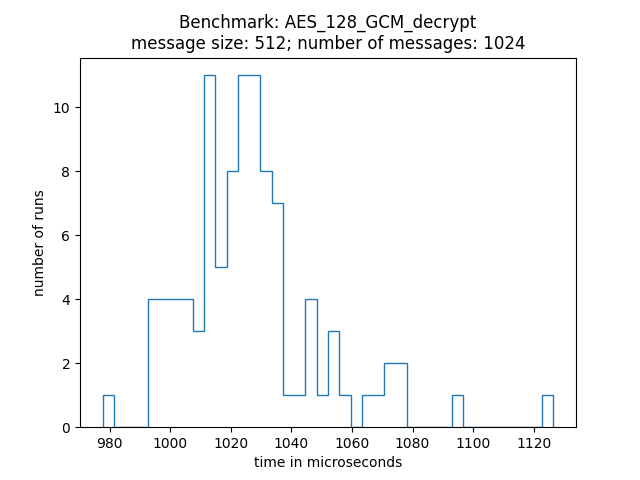 Benchmark: AES_128_GCM_decrypt
message size: 512; number of messages: 1024
10
8
6
4
2
0
number of runs
980 1000 1020 1040 1060 1080 1100 1120
time in microseconds